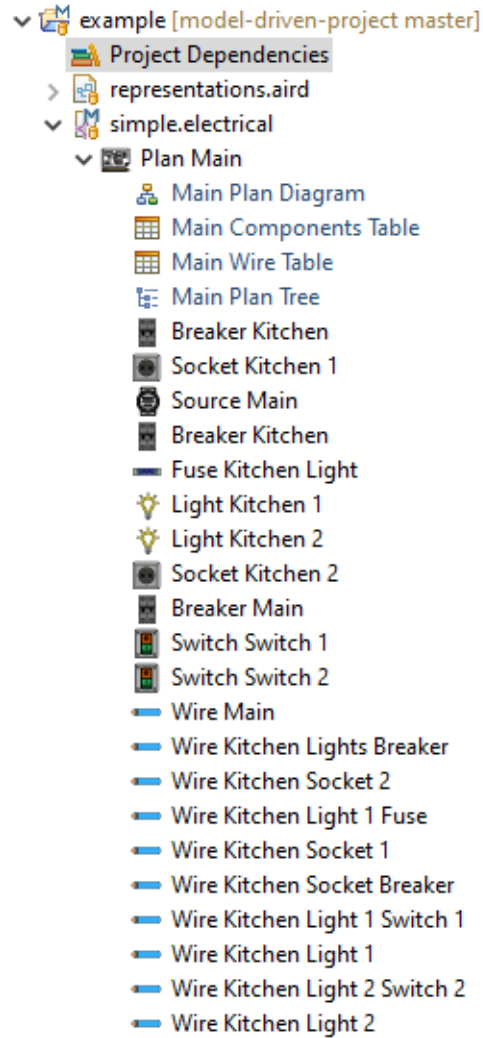 example [model-driven-project master]
Project Dependencies
representations.aird
simple.electrical
Plan Main
Main Plan Diagram
Main Components Table
Main Wire Table
Main Plan Tree
Breaker Kitchen
Socket Kitchen 1
Source Main
Breaker Kitchen
Fuse Kitchen Light
Light Kitchen 1
Light Kitchen 2
Socket Kitchen 2
Breaker Main
Switch Switch 1
Switch Switch 2
Wire Main
Wire Kitchen Lights Breaker
Wire Kitchen Socket 2
Wire Kitchen Light 1 Fuse
Wire Kitchen Socket 1
Wire Kitchen Socket Breaker
Wire Kitchen Light 1 Switch 1
Wire Kitchen Light 1
Wire Kitchen Light 2 Switch 2
Wire Kitchen Light 2